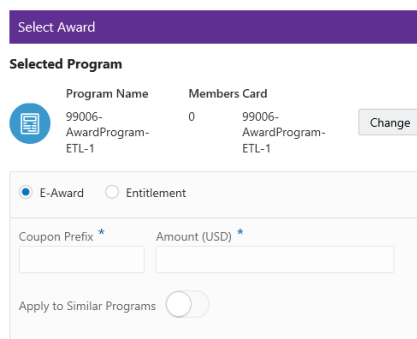 Select Award
Selected Program
Program Name Members Card
99006- 0 99006- Change
AwardProgram- AwardProgram-
ETL-1 ETL-1
E-Award Entitlement
Coupon Prefix * Amount (USD) *
Apply to Similar Programs